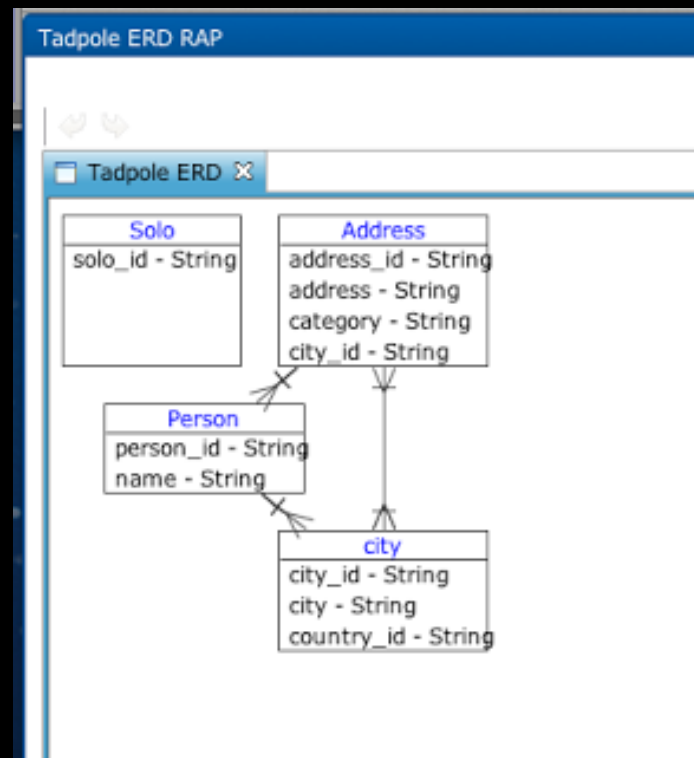 Tadpole ERD RAP
Tadpole ERD
Solo
solo_id - String
Address
address_id - String
address - String
category - String
city_id - String
Person
person_id - String
name - String
city
city_id - String
city - String
country_id - String